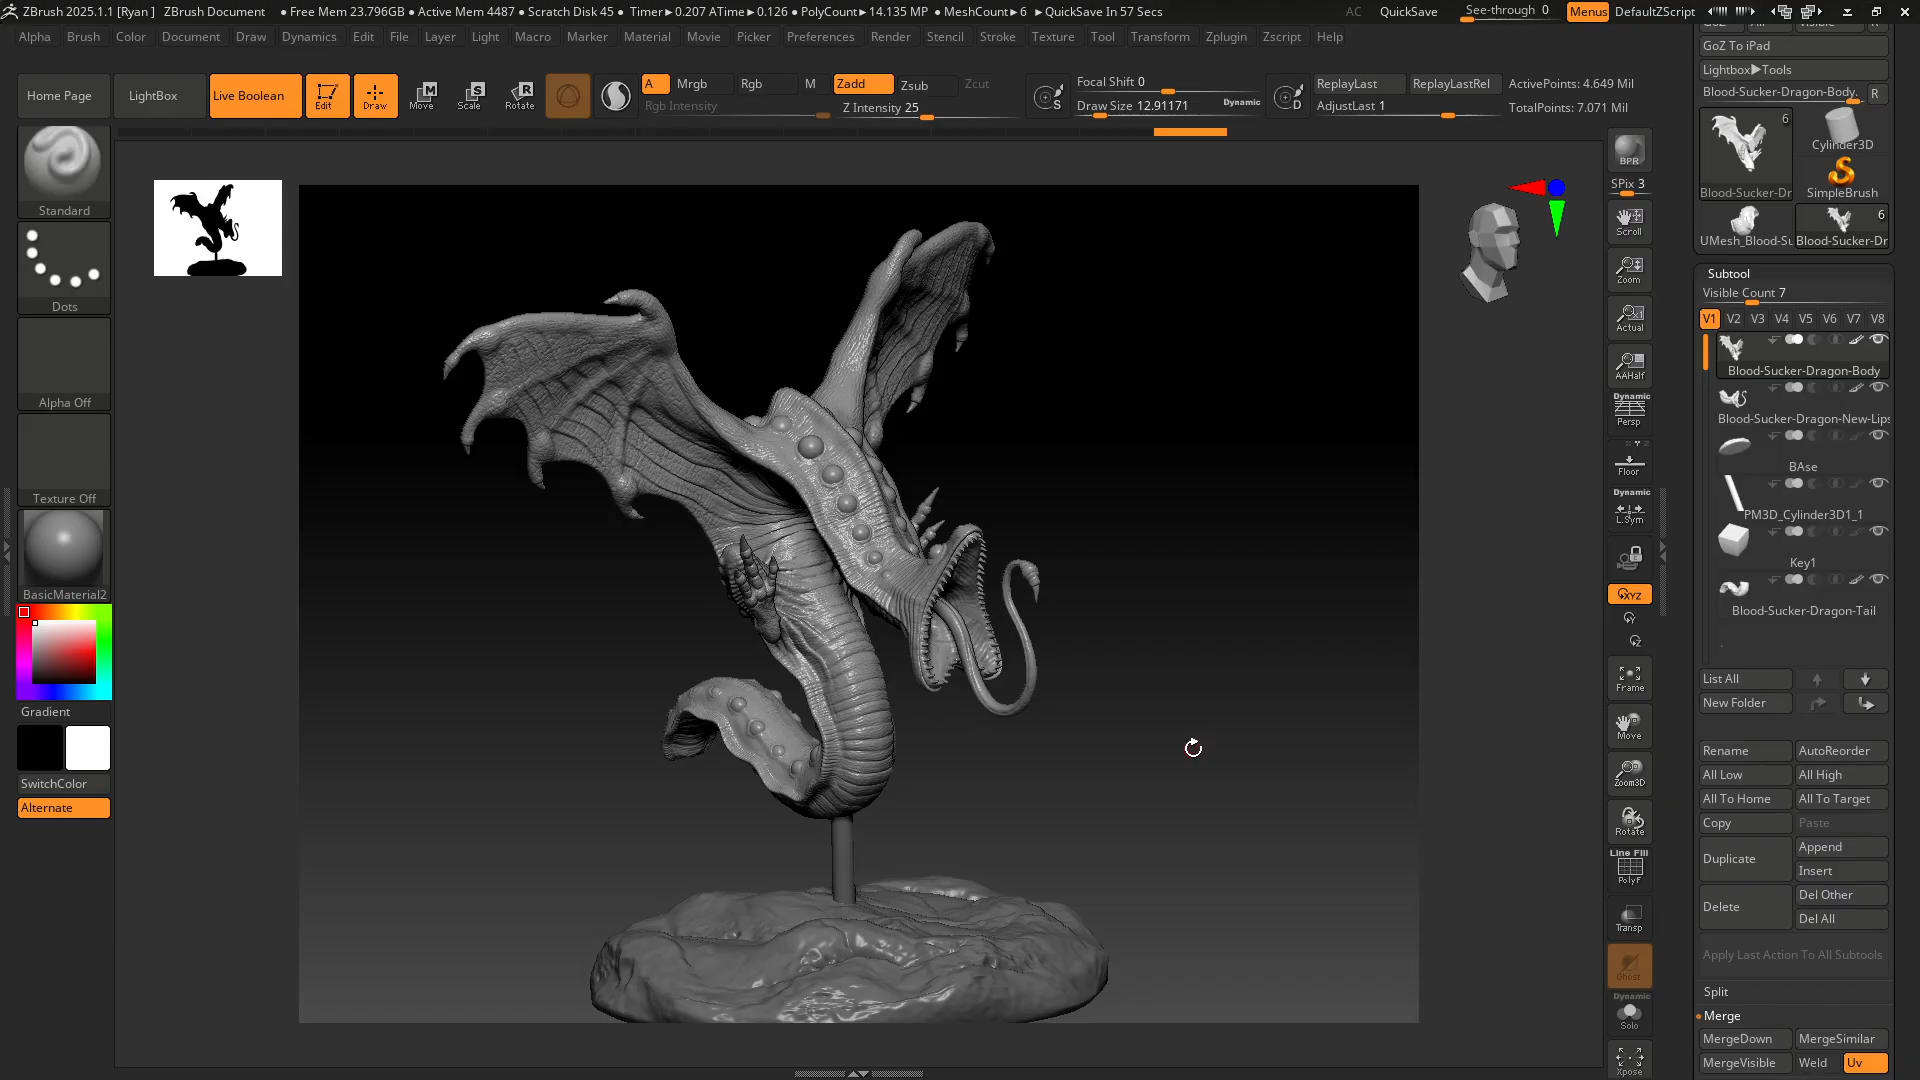 ZBrush 2025.1.1 [Ryan ] ZBrush Document ● Free Mem 23.796GB ● Active Mem 4487 ● Scratch Disk 45 ● Timer►0.207 ATime►0.126 ● PolyCount►14.135 MP ● MeshCount►6 ►QuickSave In 57 Secs AC QuickSave See-through 0 Menus DefaultZScript
Alpha Brush Color Document Draw Dynamics Edit File Layer Light Macro Marker Material Movie Picker Preferences Render Stencil Stroke Texture Tool Transform Zplugin Zscript Help
Home Page LightBox Live Boolean Edit Draw Move Scale Rotate
A Mrgb Rgb M Zadd Zsub Zcut
Rgb Intensity Z Intensity 25
S
Focal Shift 0
Draw Size 12.91171 Dynamic
D
ReplayLast ReplayLastRel ActivePoints: 4.649 Mil
AdjustLast 1 TotalPoints: 7.071 Mil
Standard
Dots
Alpha Off
Texture Off
BasicMaterial2
Gradient
SwitchColor
Alternate
BPR
SPix 3
Scroll
Zoom
Actual
AAHalf
Dynamic
Persp
Floor
Dynamic
L.Sym
XYZ
Y
Z
Frame
Move
Zoom3D
Rotate
Line Fill
PolyF
Transp
Ghost
Dynamic
Solo
Xpose
GoZ To iPad
Lightbox►Tools
Blood-Sucker-Dragon-Body. R
6
Cylinder3D
Blood-Sucker-Dr SimpleBrush
6
UMesh_Blood-Su Blood-Sucker-Dr
Subtool
Visible Count 7
V1 V2 V3 V4 V5 V6 V7 V8
Blood-Sucker-Dragon-Body
Blood-Sucker-Dragon-New-Lips
BAse
PM3D_Cylinder3D1_1
Key1
Blood-Sucker-Dragon-Tail
List All
New Folder
Rename AutoReorder
All Low All High
All To Home All To Target
Copy Paste
Duplicate Append
Insert
Delete Del Other
Del All
Apply Last Action To All Subtools
Split
Merge
MergeDown MergeSimilar
MergeVisible Weld Uv